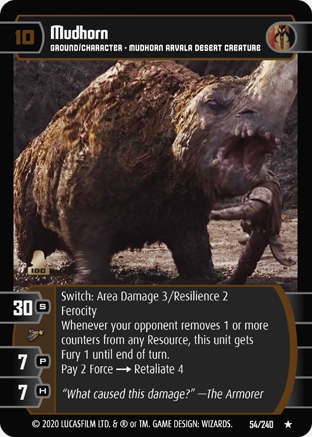 10
Mudhorn
GROUND/CHARACTER • MUDHORN ARVALA DESERT CREATURE
100
30 S
7 P
7 H
Switch: Area Damage 3/Resilience 2
Ferocity
Whenever your opponent removes 1 or more
counters from any Resource, this unit gets
Fury 1 until end of turn.
Pay 2 Force → Retaliate 4
“What caused this damage?” —The Armorer
© 2020 LUCASFILM LTD. & ® or TM. GAME DESIGN: WIZARDS. 54/240 ★